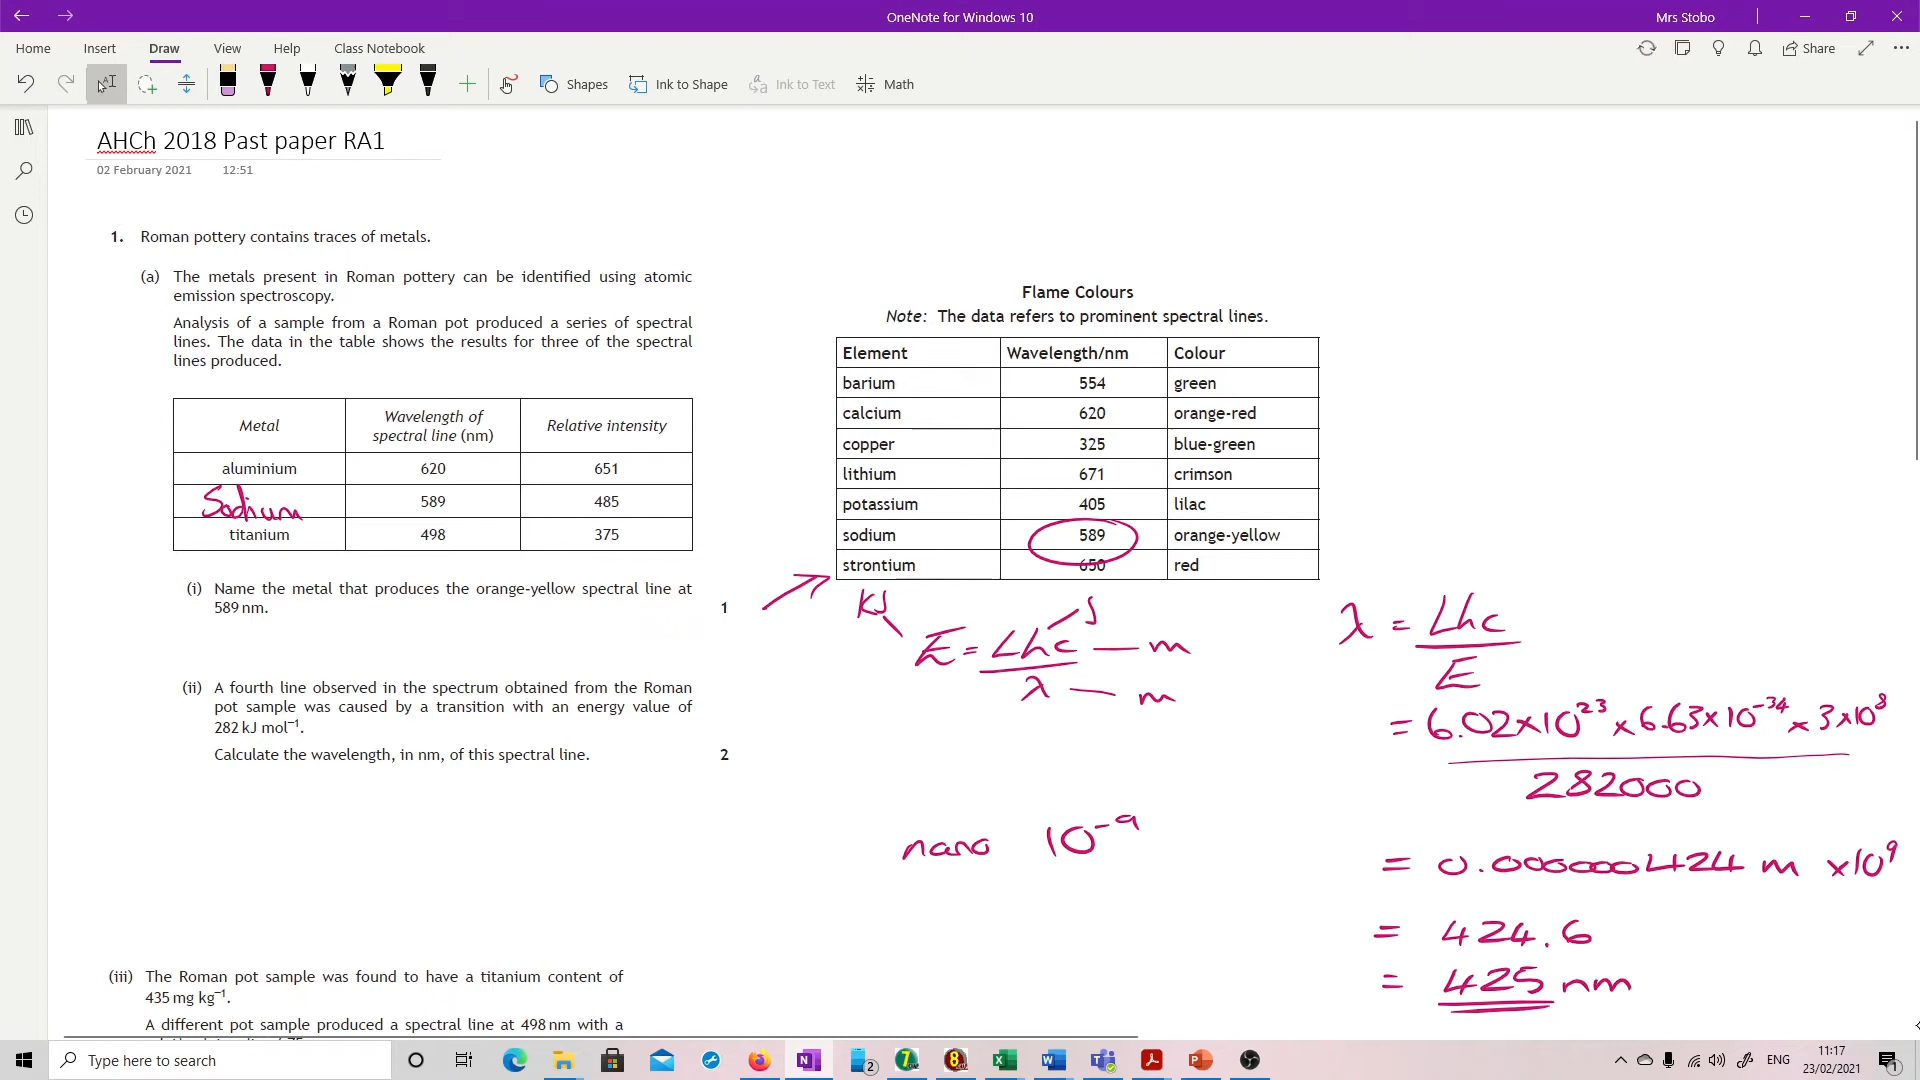 OneNote for Windows 10
Mrs Stobo
Home Insert Draw View Help Class Notebook
Share
Shapes Ink to Shape Ink to Text Math
AHCh 2018 Past paper RA1
02 February 2021 12:51
1. Roman pottery contains traces of metals.
(a) The metals present in Roman pottery can be identified using atomic
emission spectroscopy.
Analysis of a sample from a Roman pot produced a series of spectral
lines. The data in the table shows the results for three of the spectral
lines produced.
Metal Wavelength of spectral line (nm) Relative intensity
aluminium 620 651
Sodium 589 485
titanium 498 375
(i) Name the metal that produces the orange-yellow spectral line at
589 nm. 1
(ii) A fourth line observed in the spectrum obtained from the Roman
pot sample was caused by a transition with an energy value of
282 kJ mol⁻¹.
Calculate the wavelength, in nm, of this spectral line. 2
(iii) The Roman pot sample was found to have a titanium content of
435 mg kg⁻¹.
A different pot sample produced a spectral line at 498 nm with a
Flame Colours
Note: The data refers to prominent spectral lines.
Element Wavelength/nm Colour
barium 554 green
calcium 620 orange-red
copper 325 blue-green
lithium 671 crimson
potassium 405 lilac
sodium 589 orange-yellow
strontium 650 red
KJ J
E = Lhc — m
λ — m
nano 10⁻⁹
λ = Lhc
E
= 6.02×10²³ × 6.63×10⁻³⁴ × 3×10⁸
282000
= 0.000000424 m ×10⁹
= 424.6
= 425 nm
Type here to search
2
7
8
ENG
11:17
23/02/2021
1